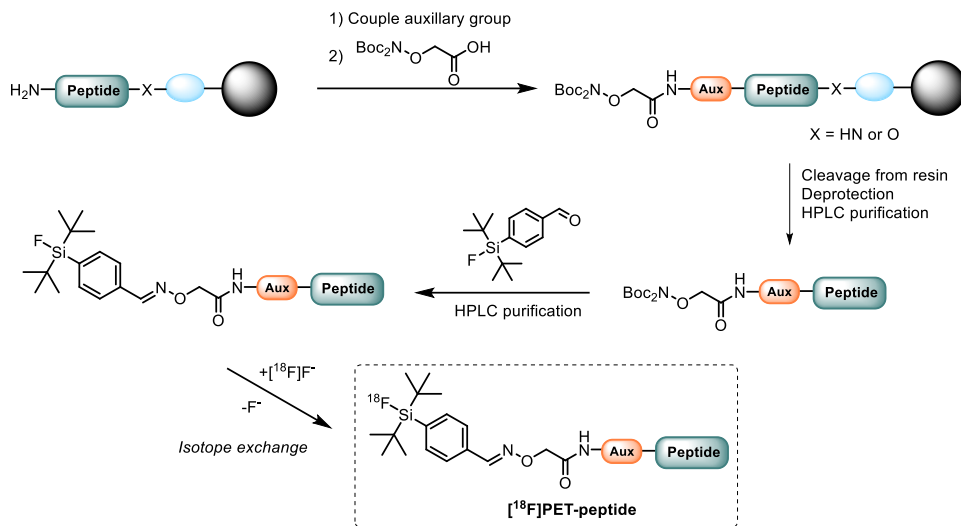 1) Couple auxillary group
2)
Boc₂N
O
OH
O
H₂N
Peptide
X
Boc₂N
O
O
H
N
Aux
Peptide
X
X = HN or O
Cleavage from resin
Deprotection
HPLC purification
F
Si
N
O
O
H
N
Aux
Peptide
O
Si
F
HPLC purification
Boc₂N
O
O
H
N
Aux
Peptide
+[¹⁸F]F⁻
-F⁻
Isotope exchange
¹⁸F
Si
N
O
O
H
N
Aux
Peptide
[¹⁸F]PET-peptide